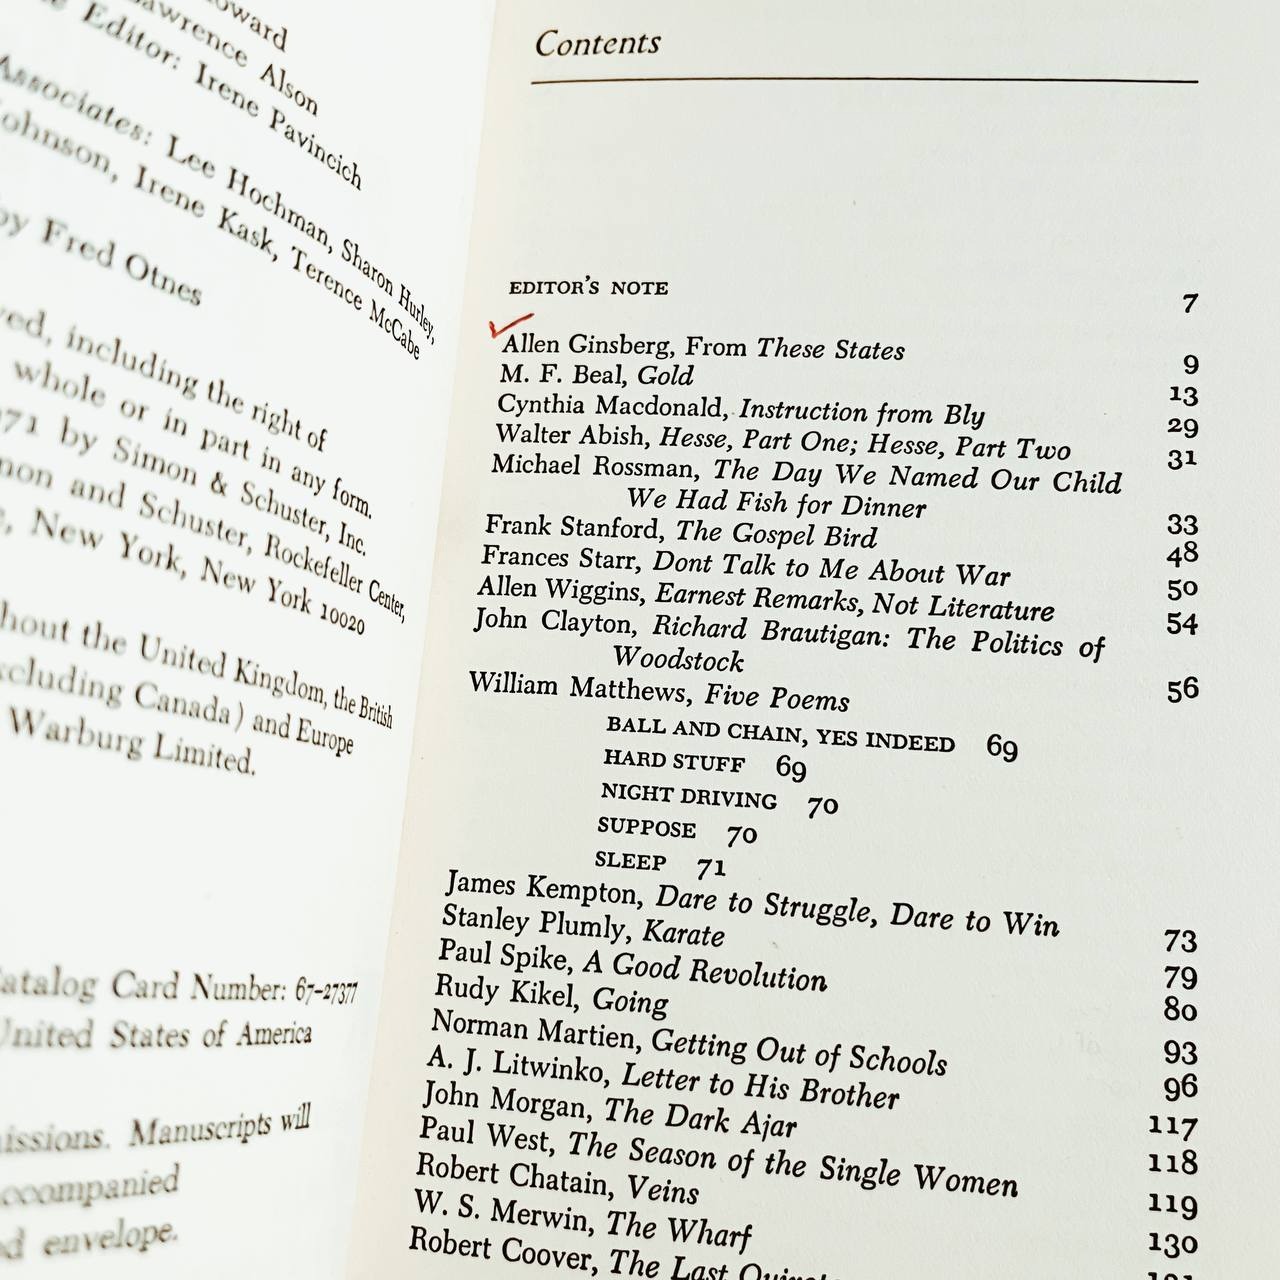 oward
Lawrence Alson
Editor: Irene Pavincich
Associates: Lee Hochman, Sharon Hurley,
Johnson, Irene Kask, Terence McCabe
by Fred Otnes
ved, including the right of
whole or in part in any form.
971 by Simon & Schuster, Inc.
mon and Schuster, Rockefeller Center,
New York, New York 10020
hout the United Kingdom, the British
xcluding Canada) and Europe
Warburg Limited.
Catalog Card Number: 67-27377
United States of America
issions. Manuscripts will
accompanied
ed envelope.
Contents
EDITOR'S NOTE 7
Allen Ginsberg, From These States 9
M. F. Beal, Gold 13
Cynthia Macdonald, Instruction from Bly 29
Walter Abish, Hesse, Part One; Hesse, Part Two 31
Michael Rossman, The Day We Named Our Child
We Had Fish for Dinner 33
Frank Stanford, The Gospel Bird 48
Frances Starr, Dont Talk to Me About War 50
Allen Wiggins, Earnest Remarks, Not Literature 54
John Clayton, Richard Brautigan: The Politics of
Woodstock 56
William Matthews, Five Poems
BALL AND CHAIN, YES INDEED 69
HARD STUFF 69
NIGHT DRIVING 70
SUPPOSE 70
SLEEP 71
James Kempton, Dare to Struggle, Dare to Win 73
Stanley Plumly, Karate 79
Paul Spike, A Good Revolution 80
Rudy Kikel, Going 93
Norman Martien, Getting Out of Schools 96
A. J. Litwinko, Letter to His Brother 117
John Morgan, The Dark Ajar 118
Paul West, The Season of the Single Women 119
Robert Chatain, Veins 130
W. S. Merwin, The Wharf
Robert Coover, The Last